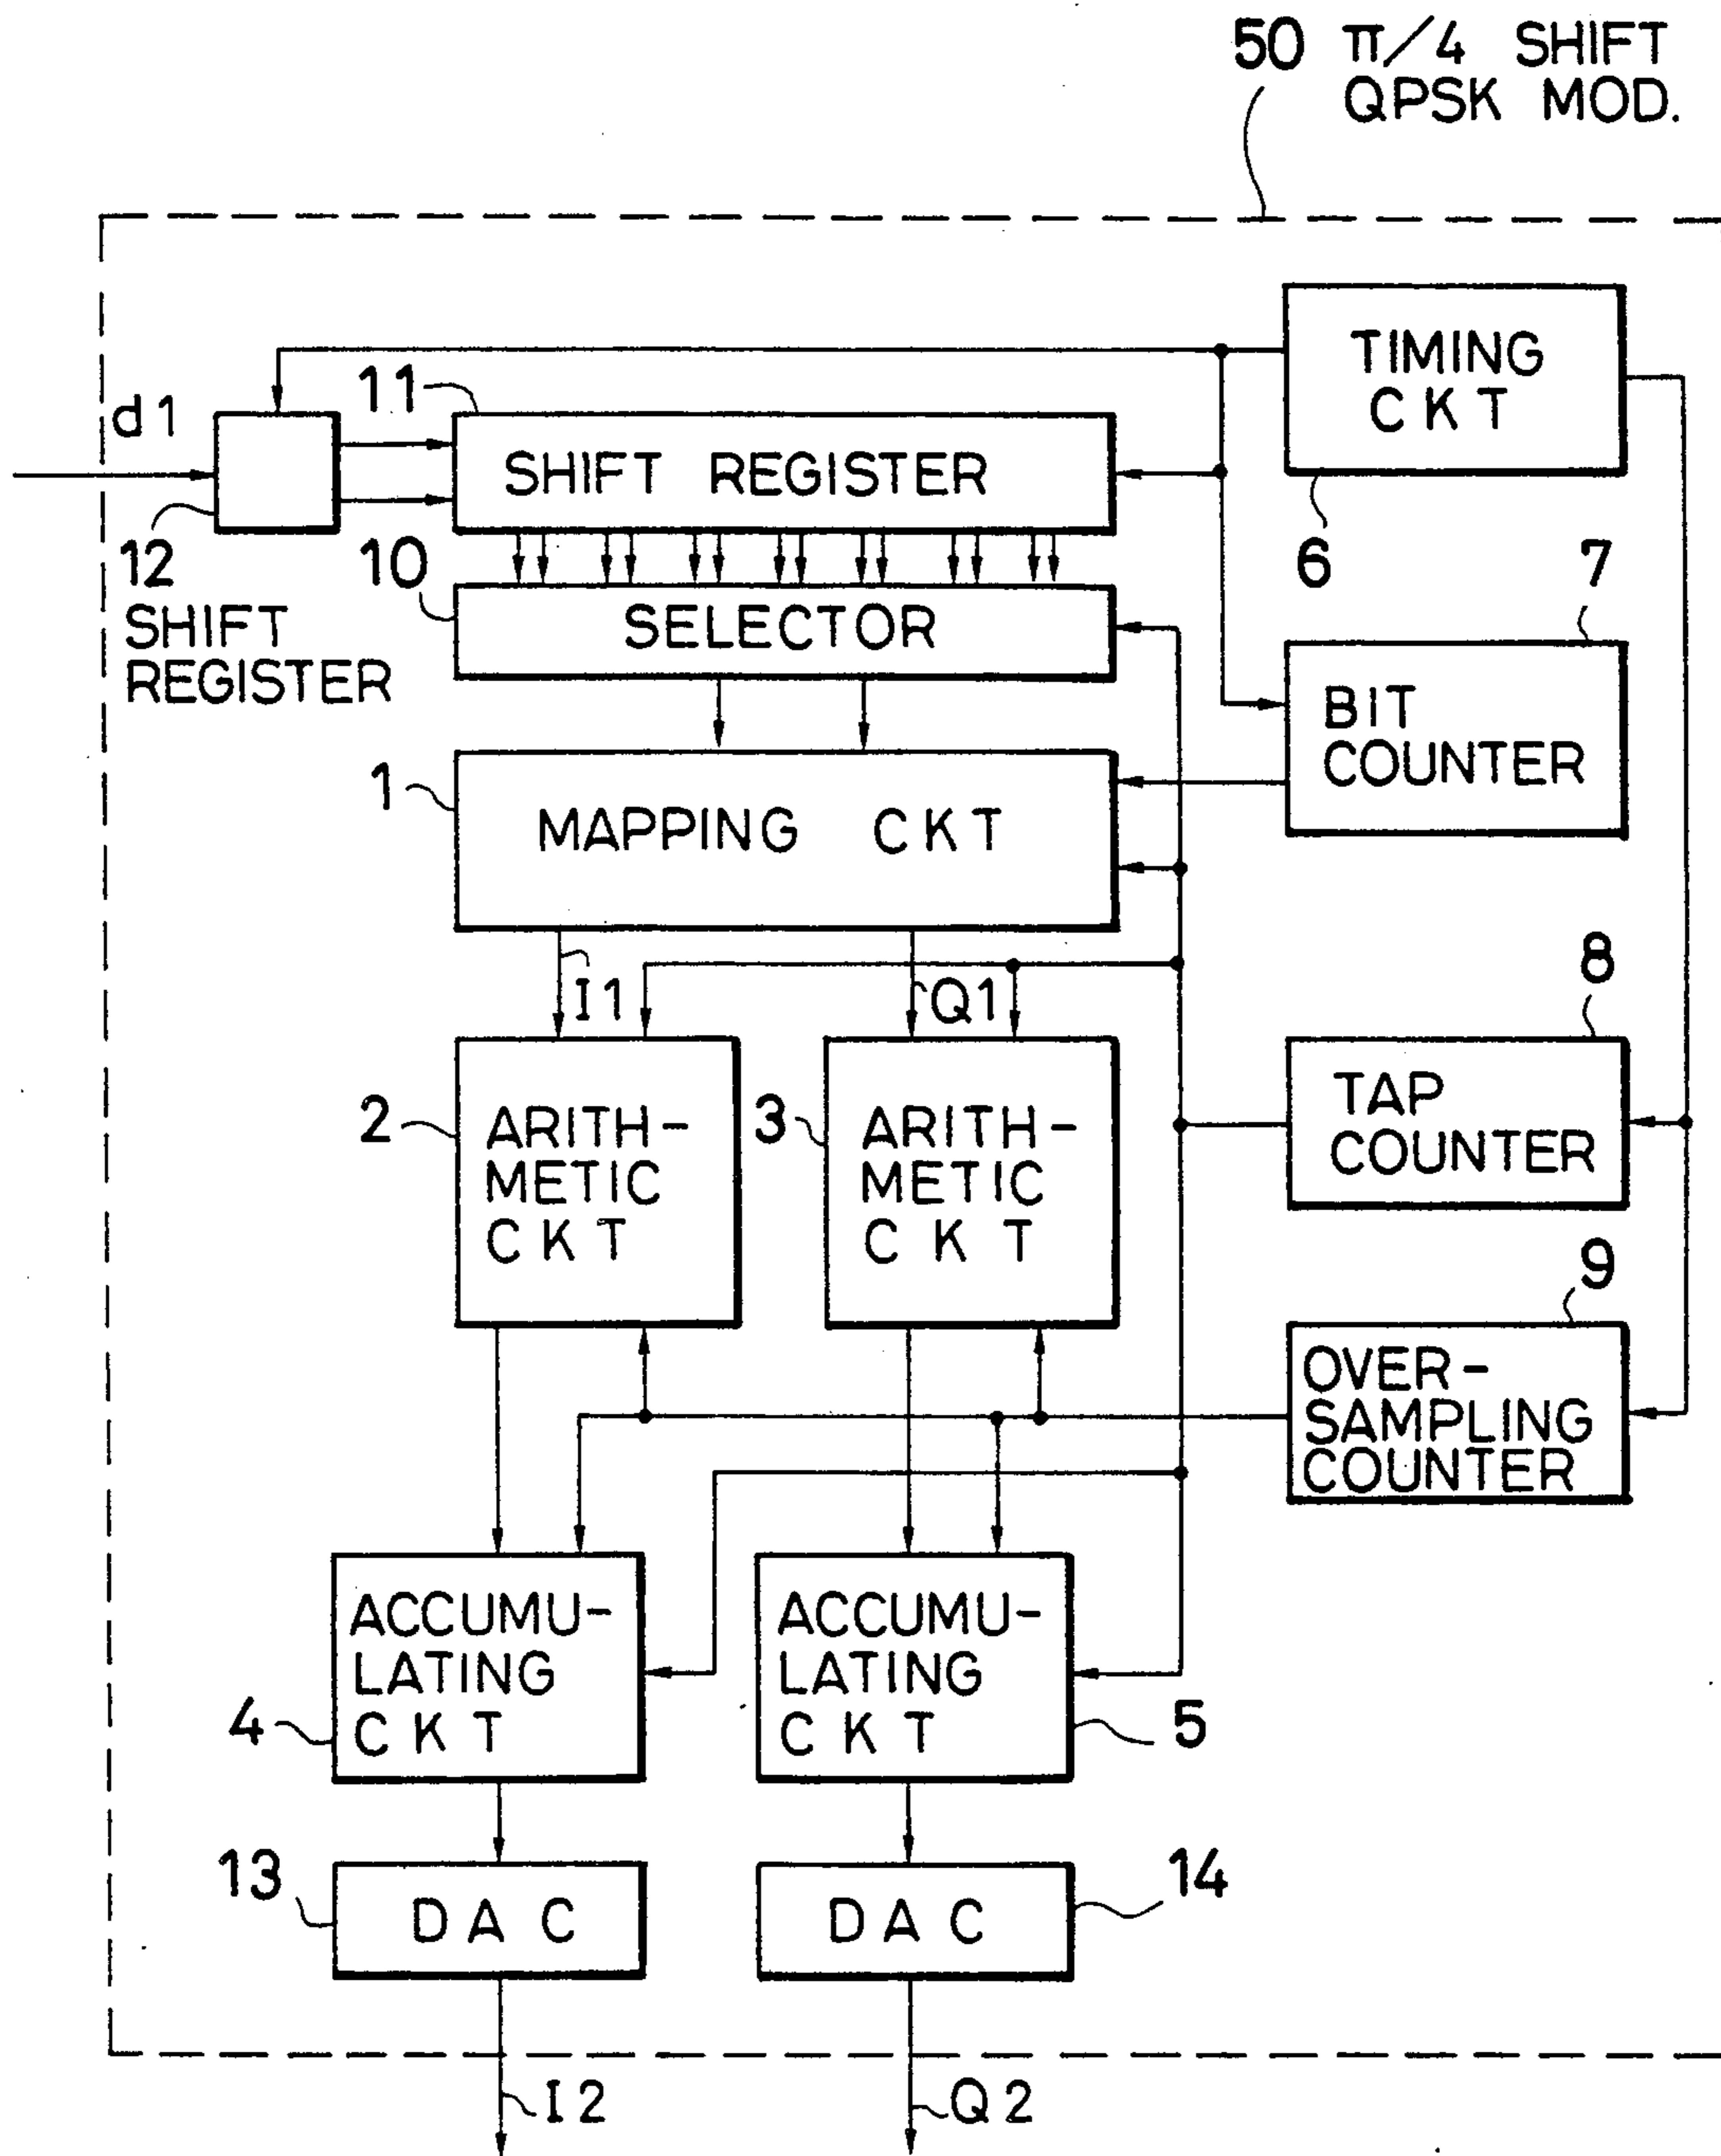 50 π/4 SHIFT
QPSK MOD.
TIMING
CKT
6
d1
11
SHIFT REGISTER
12
SHIFT
REGISTER
10
SELECTOR
7
BIT
COUNTER
1
MAPPING CKT
I1
Q1
8
TAP
COUNTER
2
ARITH-
METIC
CKT
3
ARITH-
METIC
CKT
9
OVER-
SAMPLING
COUNTER
4
ACCUMU-
LATING
CKT
5
ACCUMU-
LATING
CKT
13
DAC
14
DAC
I2
Q2